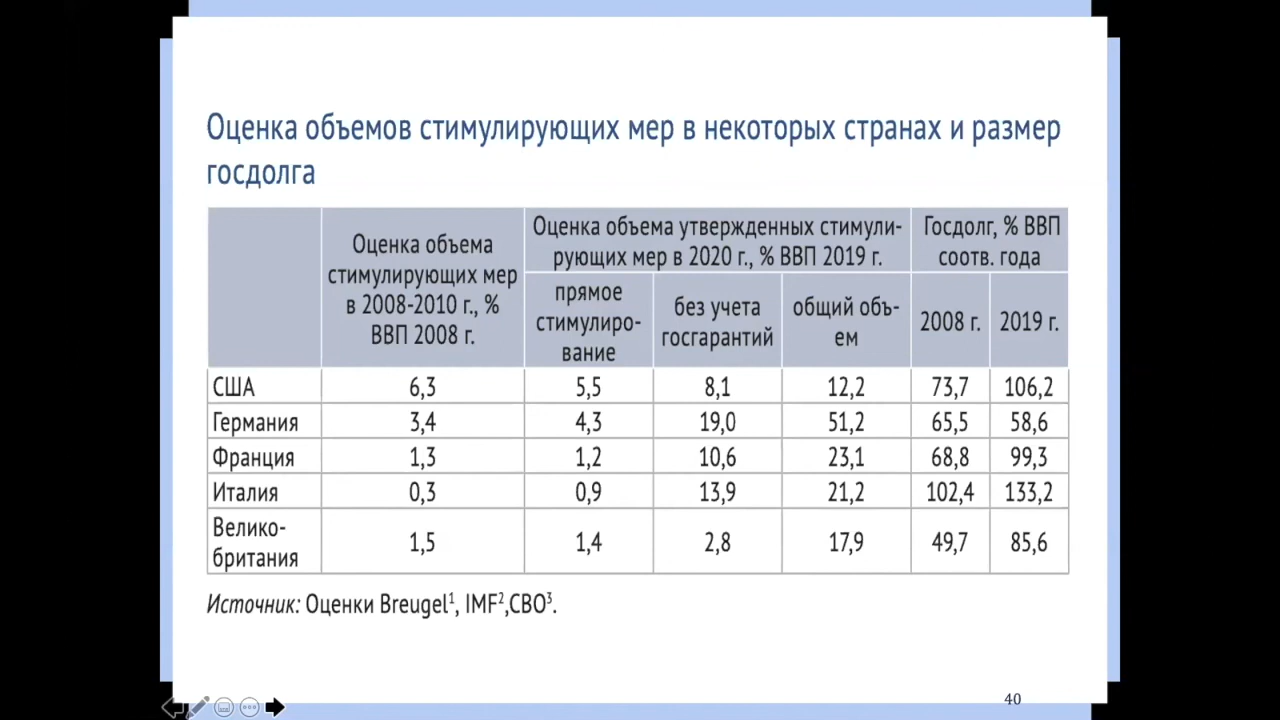 Оценка объемов стимулирующих мер в некоторых странах и размер
госдолга
Оценка объема
стимулирующих мер
в 2008-2010 г., %
ВВП 2008 г.
Оценка объема утвержденных стимули-
рующих мер в 2020 г., % ВВП 2019 г.
Госдолг, % ВВП
соотв. года
прямое
стимулиро-
вание
без учета
госгарантий
общий объ-
ем
2008 г.
2019 г.
США 6,3 5,5 8,1 12,2 73,7 106,2
Германия 3,4 4,3 19,0 51,2 65,5 58,6
Франция 1,3 1,2 10,6 23,1 68,8 99,3
Италия 0,3 0,9 13,9 21,2 102,4 133,2
Велико-
британия 1,5 1,4 2,8 17,9 49,7 85,6
Источник: Оценки Breugel¹, IMF²,CBO³.
40